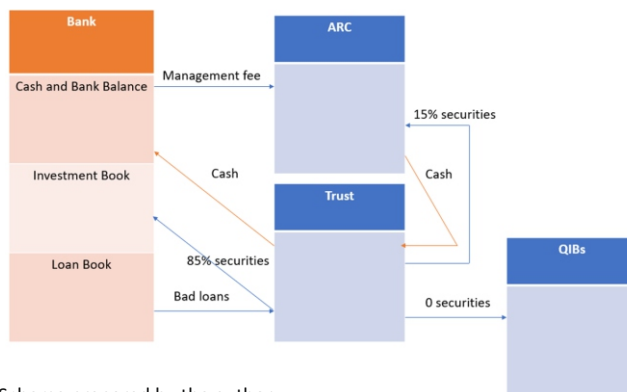 Bank
ARC
Management fee
Cash and Bank Balance
15% securities
Investment Book
Cash
Cash
Trust
QIBs
Loan Book
85% securities
Bad loans
0 securities